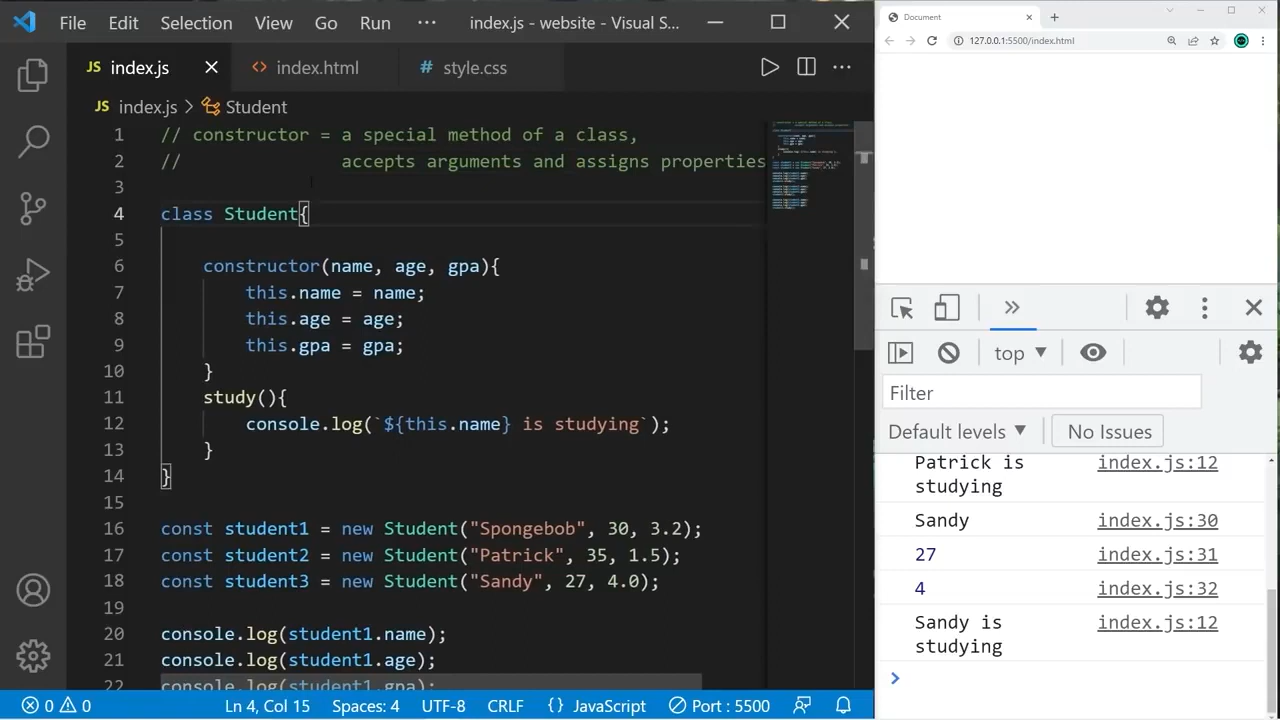 File Edit Selection View Go Run ··· index.js - website - Visual S...
JS index.js index.html # style.css
JS index.js > Student
1 // constructor = a special method of a class,
2 //               accepts arguments and assigns properties
3
4 class Student{
5
6     constructor(name, age, gpa){
7         this.name = name;
8         this.age = age;
9         this.gpa = gpa;
10     }
11     study(){
12         console.log(`${this.name} is studying`);
13     }
14 }
15
16 const student1 = new Student("Spongebob", 30, 3.2);
17 const student2 = new Student("Patrick", 35, 1.5);
18 const student3 = new Student("Sandy", 27, 4.0);
19
20 console.log(student1.name);
21 console.log(student1.age);
22 console.log(student1.gpa);
0 0 Ln 4, Col 15 Spaces: 4 UTF-8 CRLF {} JavaScript Port : 5500
Document
127.0.0.1:5500/index.html
top
Filter
Default levels No Issues
Patrick is index.js:12
studying
Sandy index.js:30
27 index.js:31
4 index.js:32
Sandy is index.js:12
studying